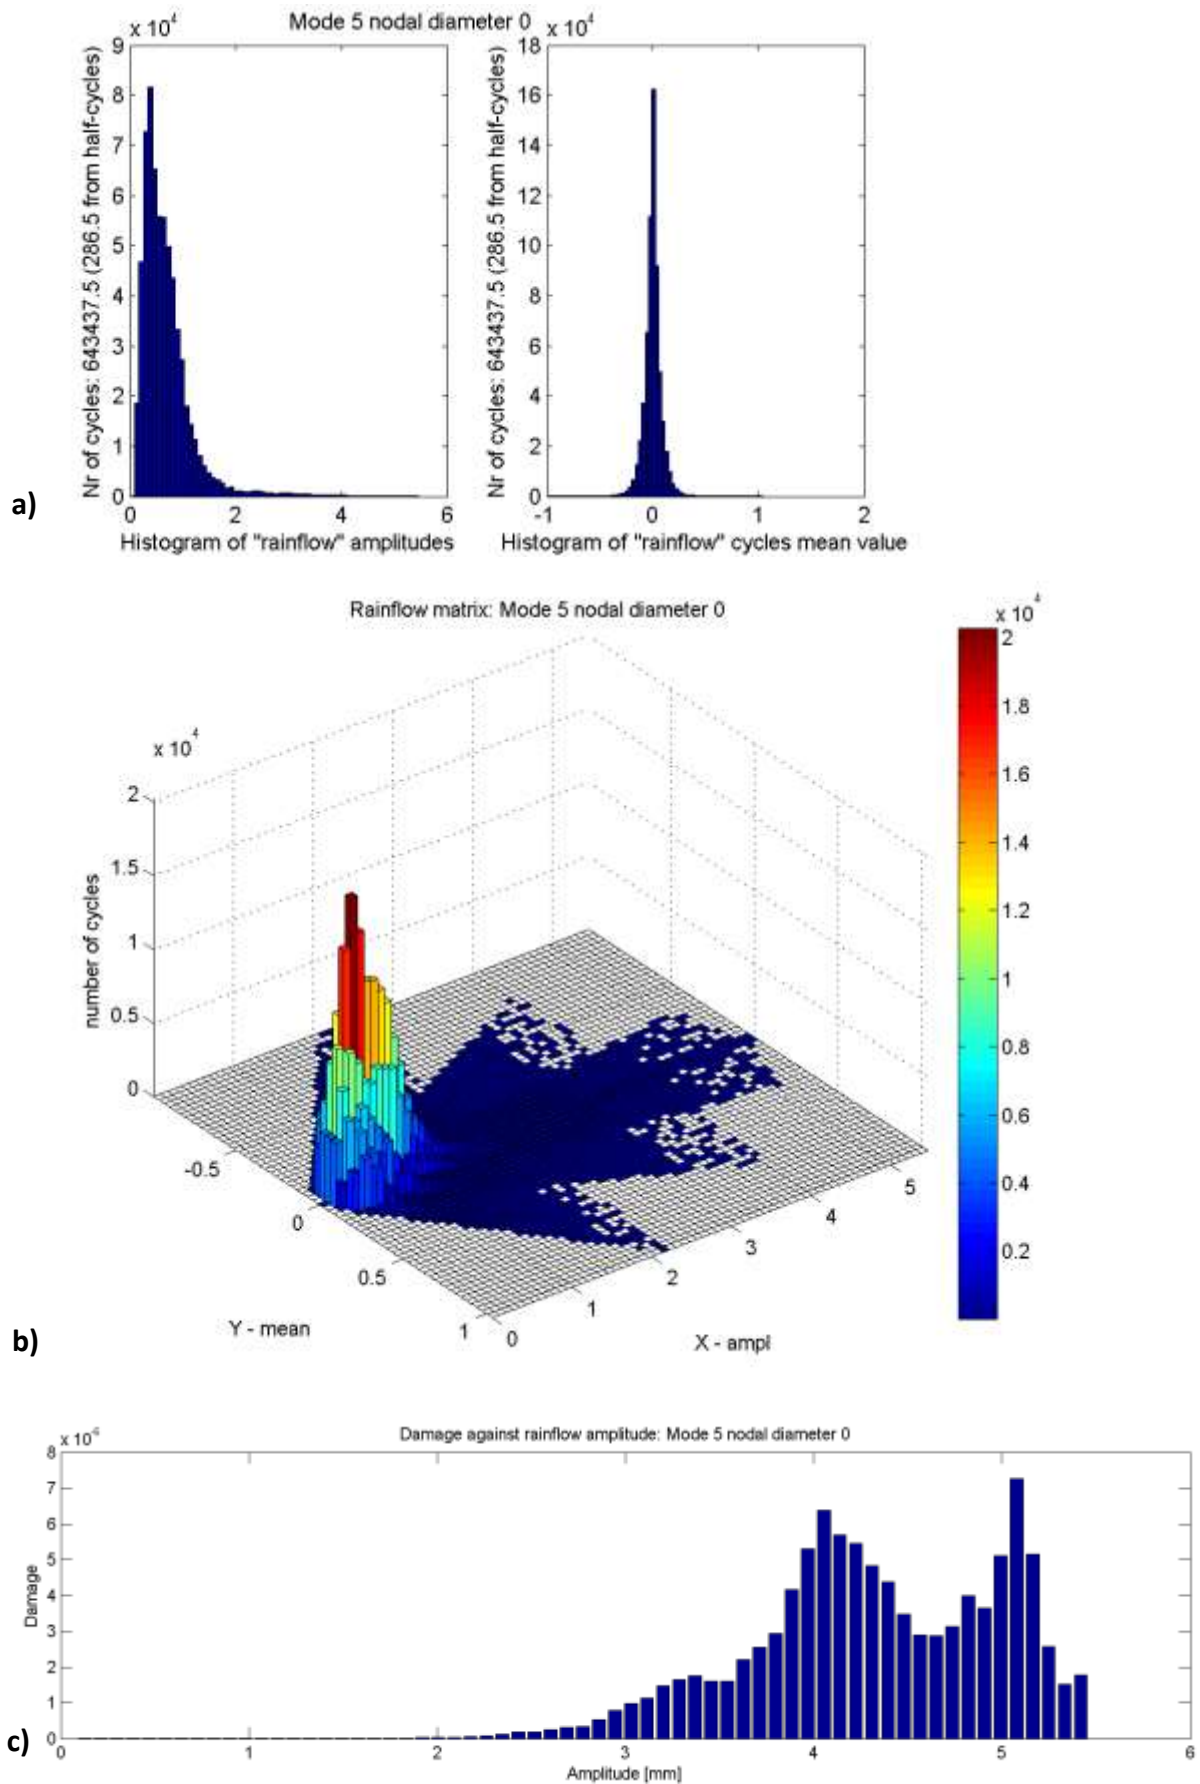 Mode 5 nodal diameter 0
x 10^4
x 10^4
Nr of cycles: 643437.5 (286.5 from half-cycles)
9
8
7
6
5
4
3
2
1
0
0 2 4 6
Histogram of "rainflow" amplitudes
Nr of cycles: 643437.5 (286.5 from half-cycles)
18
16
14
12
10
8
6
4
2
0
-1 0 1 2
Histogram of "rainflow" cycles mean value
a)
Rainflow matrix: Mode 5 nodal diameter 0
x 10^4
number of cycles
2
1.5
1
0.5
0
-0.5
0
0.5
1
Y - mean
0
1
2
3
4
5
X - ampl
x 10^4
2
1.8
1.6
1.4
1.2
1
0.8
0.6
0.4
0.2
b)
Damage against rainflow amplitude: Mode 5 nodal diameter 0
x 10^-4
Damage
8
7
6
5
4
3
2
1
0
0 1 2 3 4 5 6
Amplitude [mm]
c)